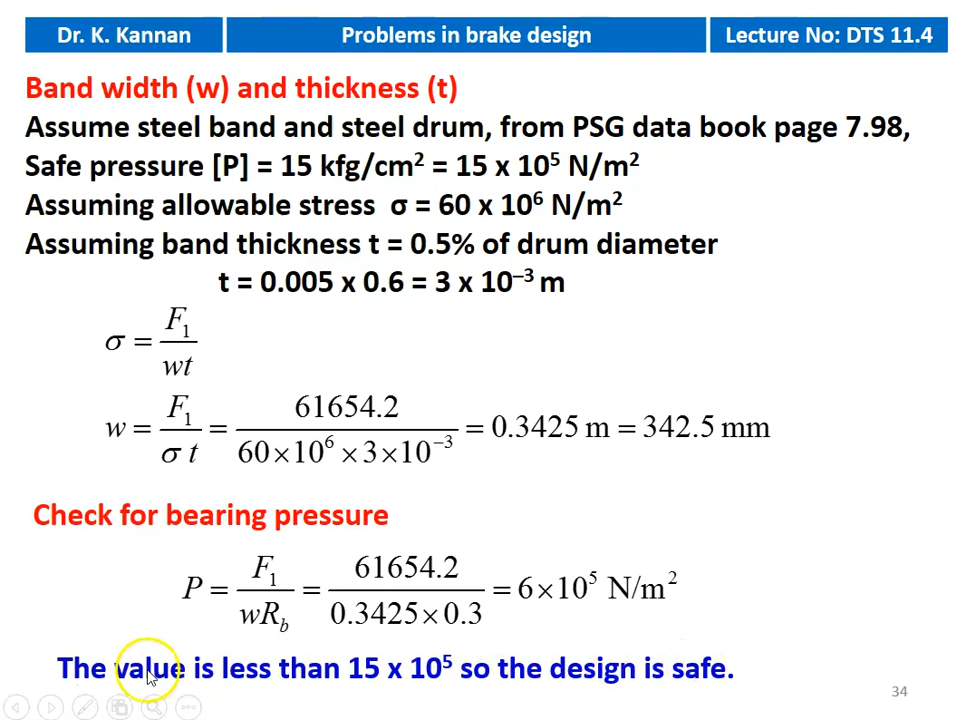 Dr. K. Kannan
Problems in brake design
Lecture No: DTS 11.4
Band width (w) and thickness (t)
Assume steel band and steel drum, from PSG data book page 7.98,
Safe pressure [P] = 15 kfg/cm² = 15 x 10⁵ N/m²
Assuming allowable stress σ = 60 x 10⁶ N/m²
Assuming band thickness t = 0.5% of drum diameter
t = 0.005 x 0.6 = 3 x 10⁻³ m
σ = F₁ / wt
w = F₁ / σ t = 61654.2 / 60×10⁶×3×10⁻³ = 0.3425 m = 342.5 mm
Check for bearing pressure
P = F₁ / wR_b = 61654.2 / 0.3425×0.3 = 6×10⁵ N/m²
The value is less than 15 x 10⁵ so the design is safe.
34